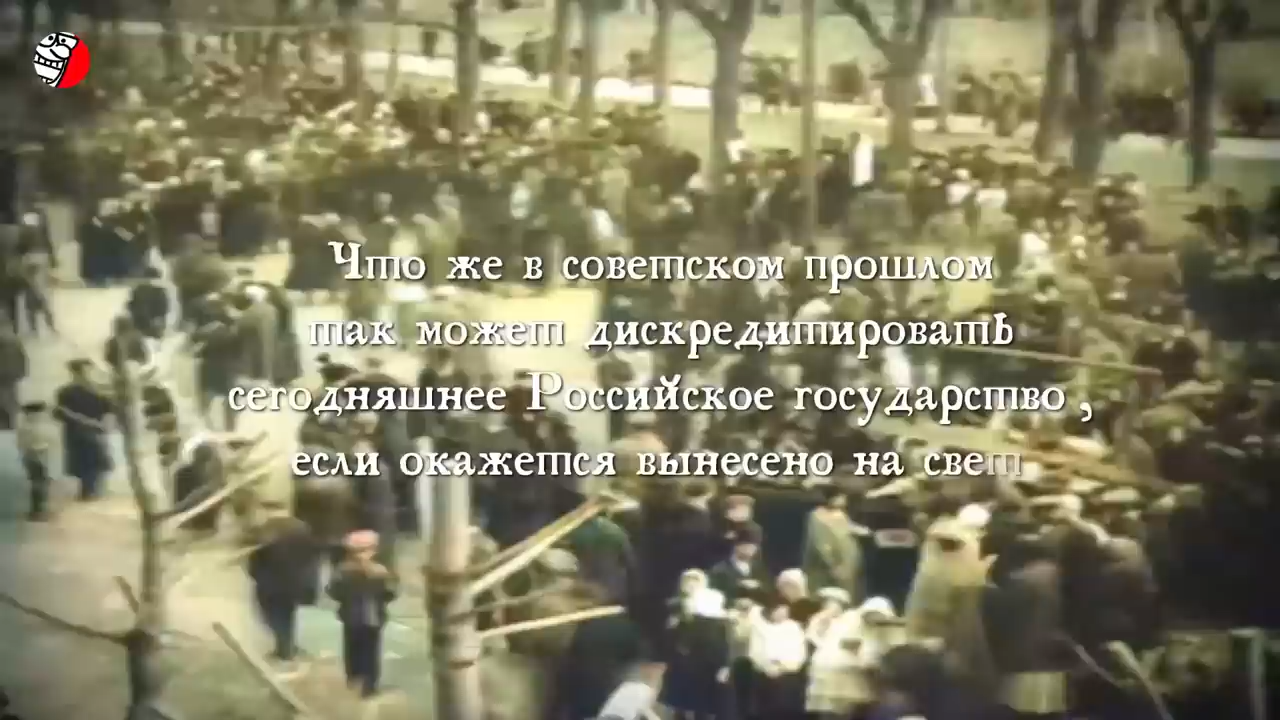 Что же в советском прошлом
так может дискредитировать
сегодняшнее Российское государство ,
если окажется вынесено на свет